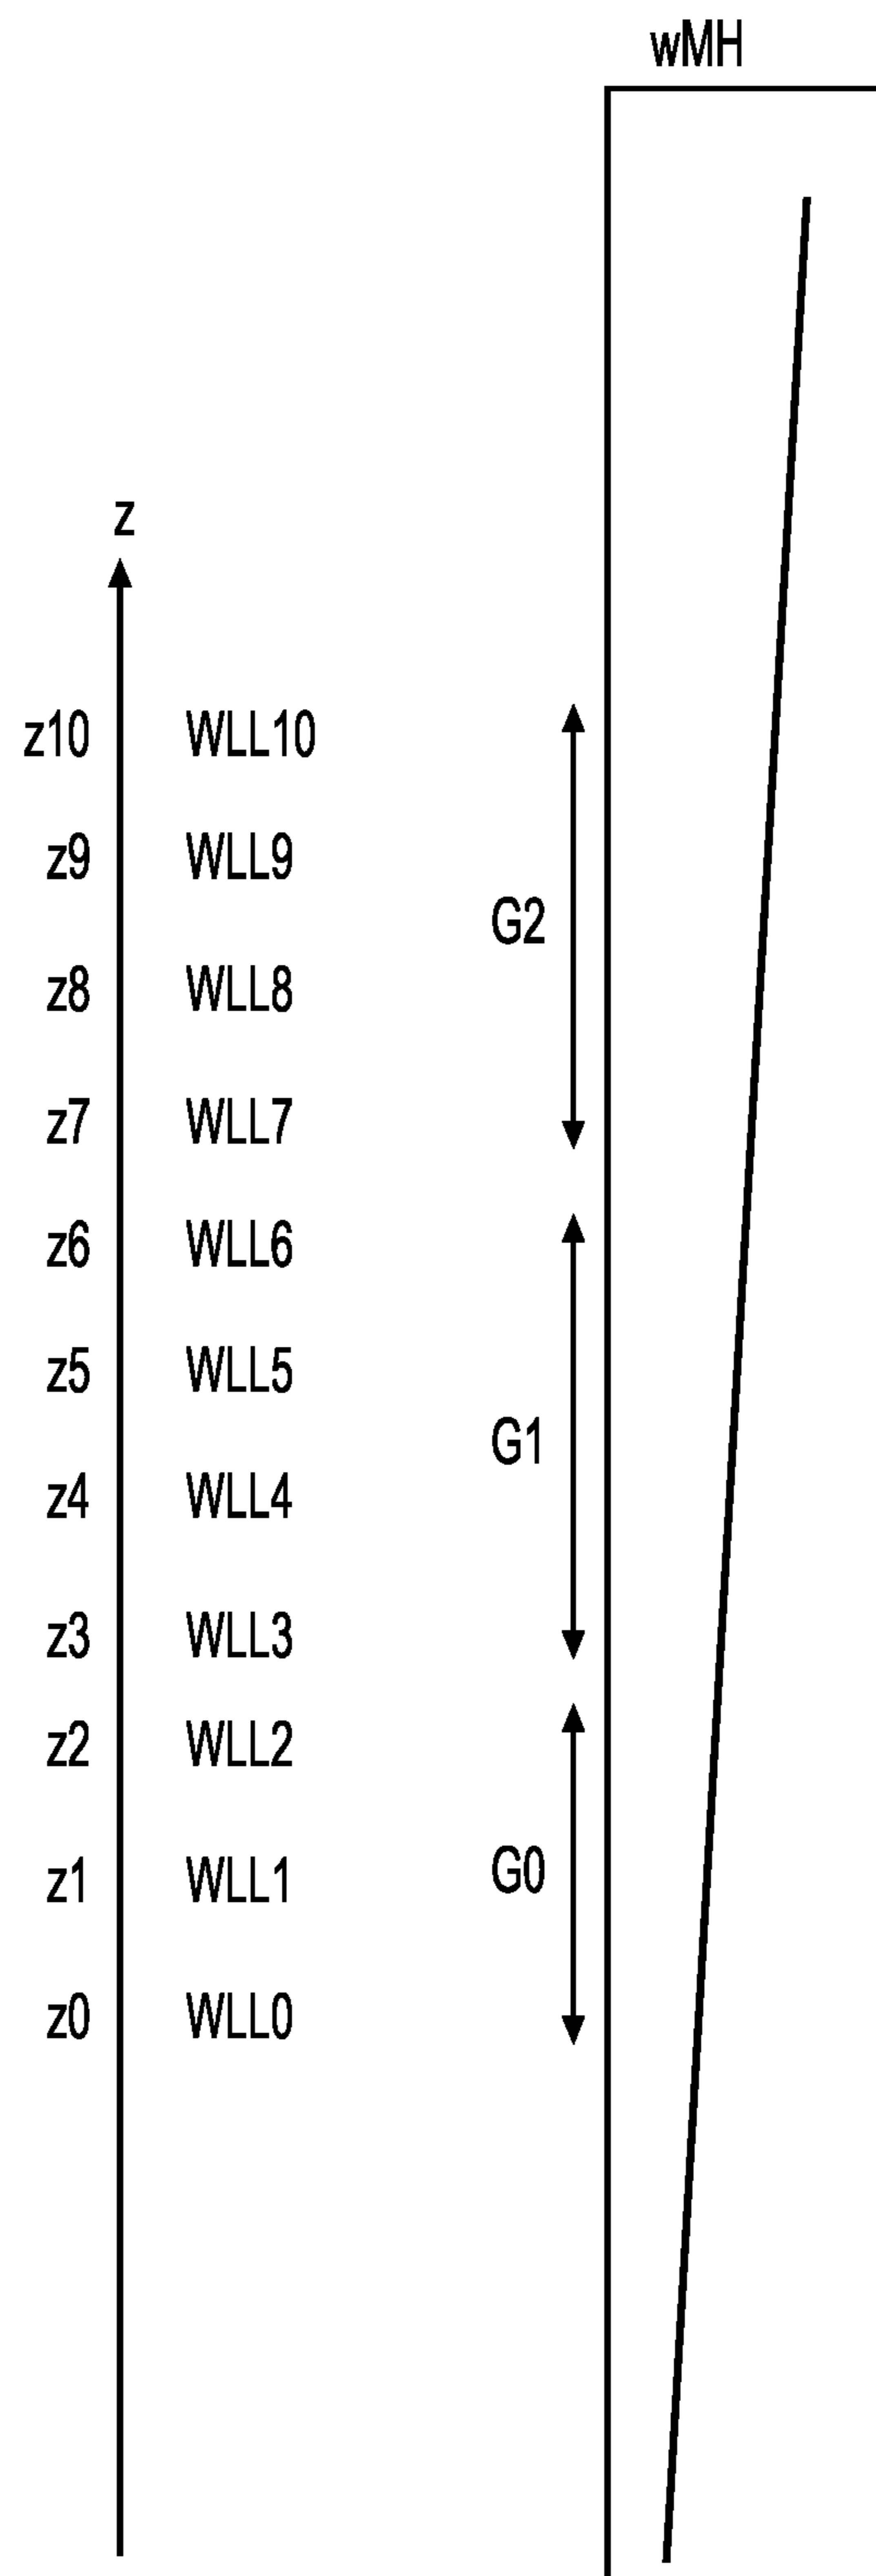 wMH
z
z10 WLL10
z9 WLL9
G2
z8 WLL8
z7 WLL7
z6 WLL6
z5 WLL5
G1
z4 WLL4
z3 WLL3
z2 WLL2
G0
z1 WLL1
z0 WLL0